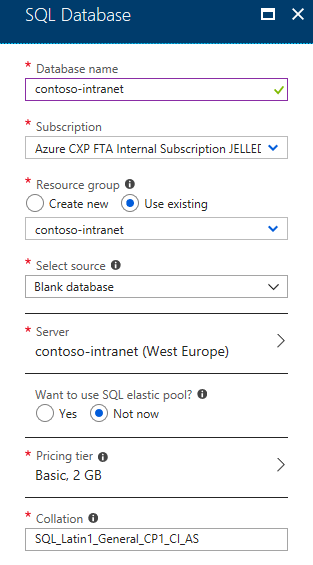 SQL Database
* Database name
contoso-intranet
* Subscription
Azure CXP FTA Internal Subscription JELLED
* Resource group
Create new Use existing
contoso-intranet
* Select source
Blank database
* Server
contoso-intranet (West Europe)
Want to use SQL elastic pool?
Yes Not now
* Pricing tier
Basic, 2 GB
* Collation
SQL_Latin1_General_CP1_CI_AS